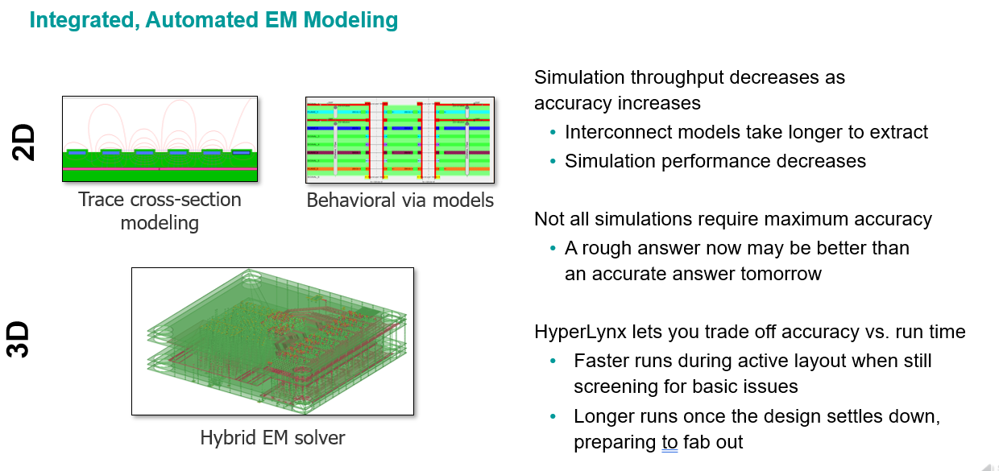 Integrated, Automated EM Modeling
2D
Trace cross-section
modeling
Behavioral via models
3D
Hybrid EM solver
Simulation throughput decreases as
accuracy increases
• Interconnect models take longer to extract
• Simulation performance decreases
Not all simulations require maximum accuracy
• A rough answer now may be better than
an accurate answer tomorrow
HyperLynx lets you trade off accuracy vs. run time
• Faster runs during active layout when still
screening for basic issues
• Longer runs once the design settles down,
preparing to fab out